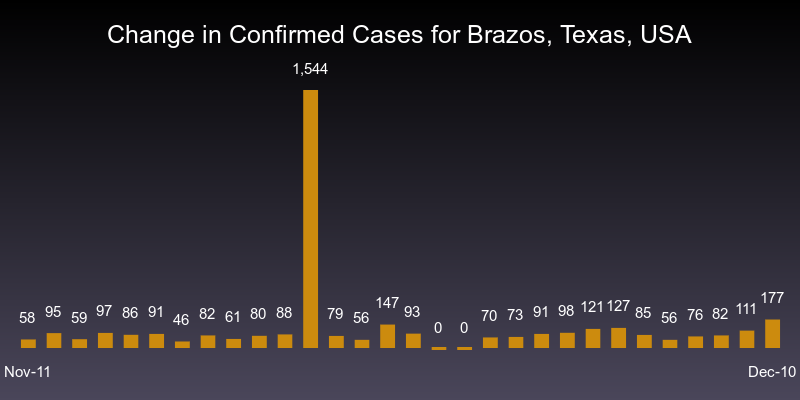 Change in Confirmed Cases for Brazos, Texas, USA
1,544
58 95 59 97 86 91 46 82 61 80 88 79 56 147 93 0 0 70 73 91 98 121 127 85 56 76 82 111 177
Nov-11 Dec-10